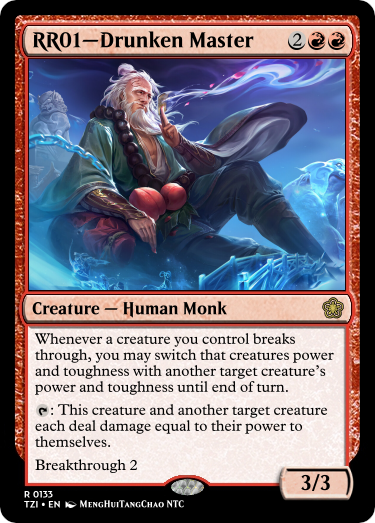 RR01—Drunken Master 2
Creature — Human Monk
Whenever a creature you control breaks
through, you may switch that creatures power
and toughness with another target creature's
power and toughness until end of turn.
: This creature and another target creature
each deal damage equal to their power to
themselves.
Breakthrough 2
3/3
R 0133
TZI • EN MengHuiTangChao NTC